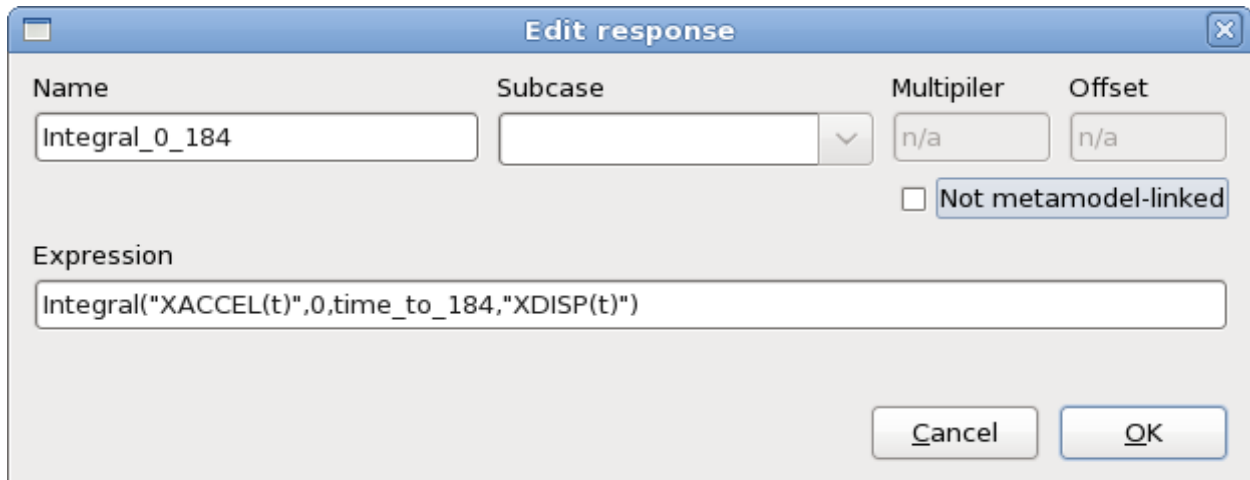 Edit response
Name Subcase Multipiler Offset
Integral_0_184 n/a n/a
Not metamodel-linked
Expression
Integral("XACCEL(t)",0,time_to_184,"XDISP(t)")
Cancel OK